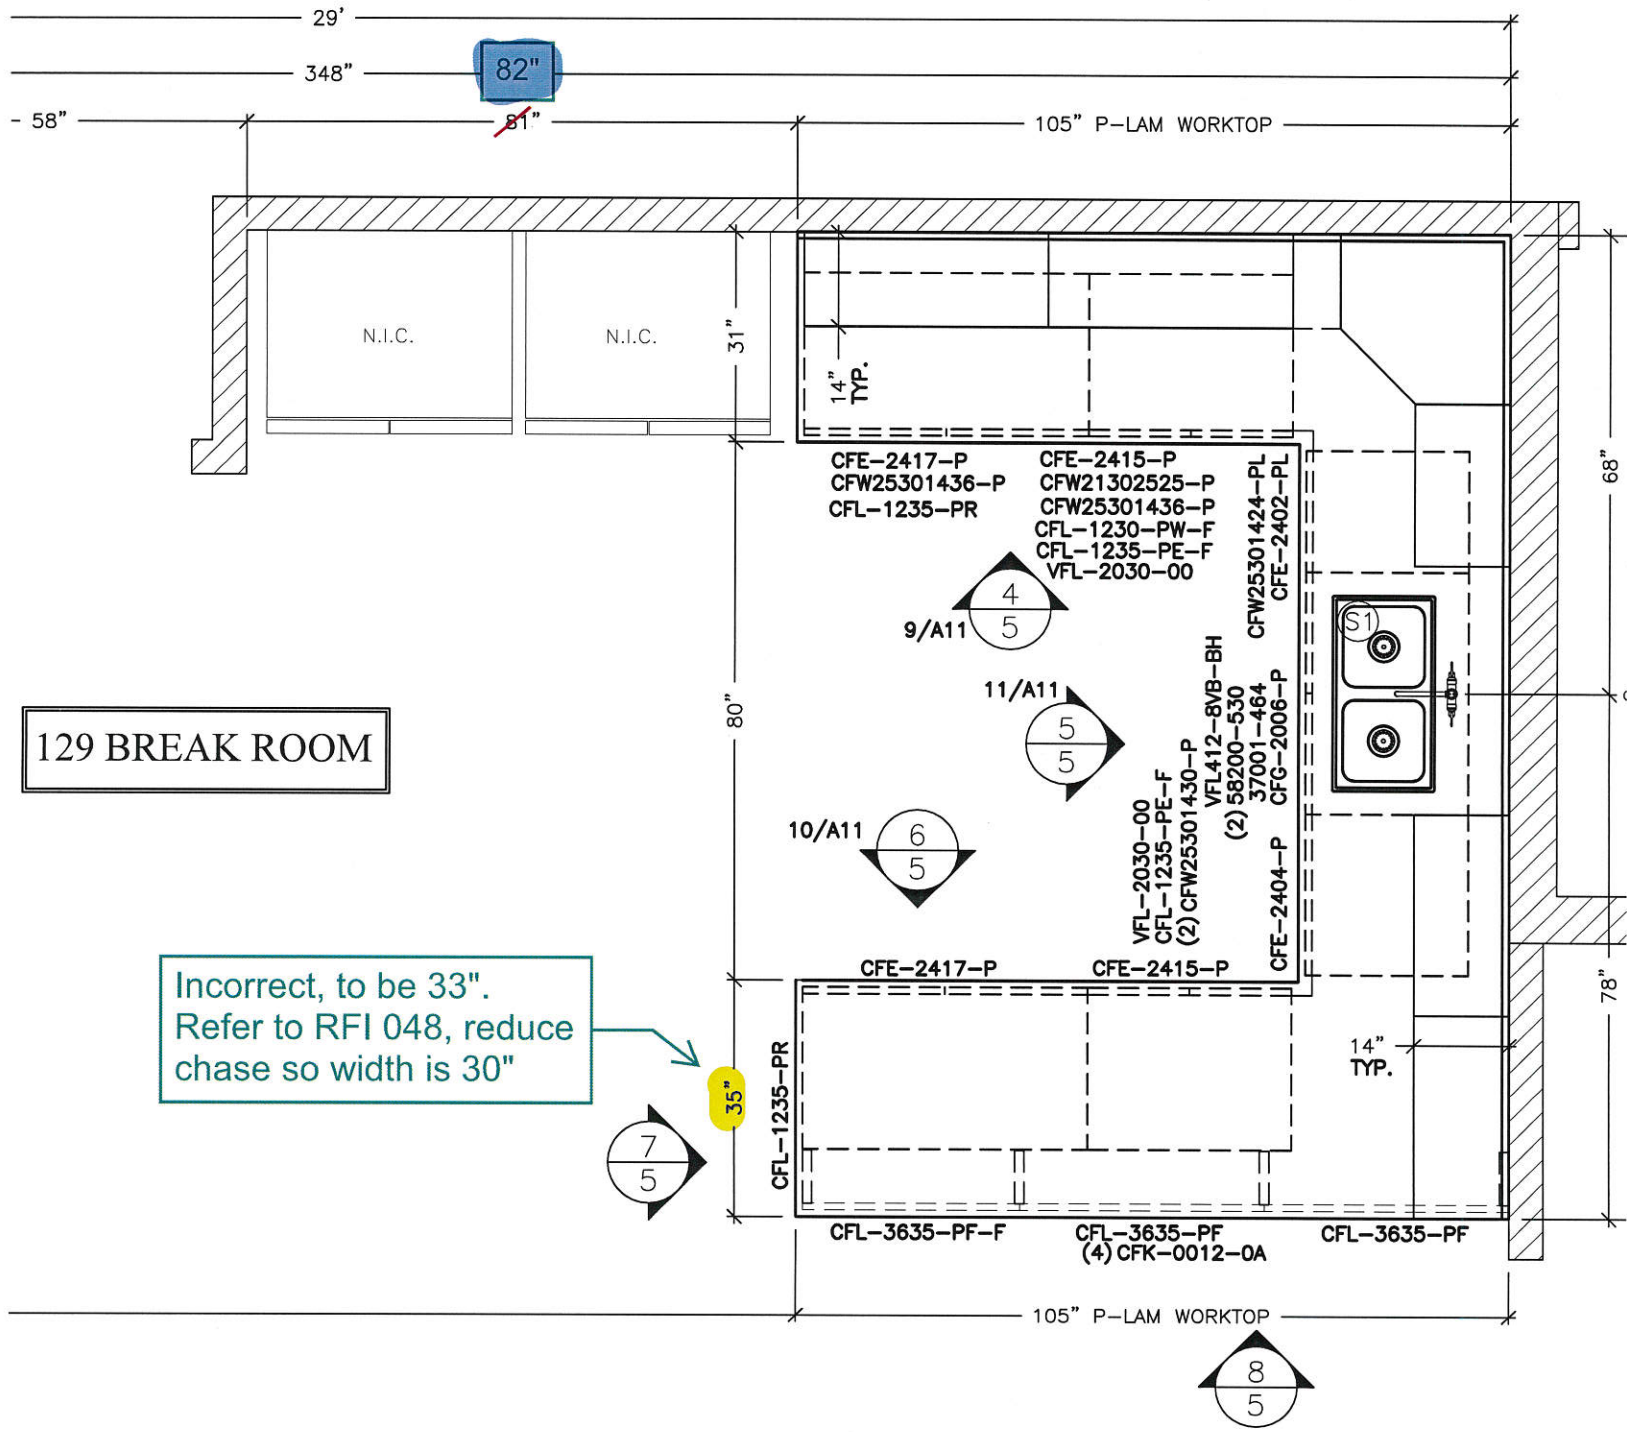 29'
348"
82"
58"
81"
105" P-LAM WORKTOP
N.I.C.
N.I.C.
31"
14"
TYP.
68"
CFE-2417-P
CFW25301436-P
CFL-1235-PR
CFE-2415-P
CFW21302525-P
CFW25301436-P
CFL-1230-PW-F
CFL-1235-PE-F
VFL-2030-00
CFW25301424-PL
CFE-2402-PL
4
5
9/A11
S1
11/A11
5
5
80"
129 BREAK ROOM
VFL412-8VB-BH
(2) 58200-530
37001-464
CFG-2006-P
VFL-2030-00
CFL-1235-PE-F
(2) CFW25301430-P
CFE-2404-P
10/A11
6
5
CFE-2417-P
CFE-2415-P
Incorrect, to be 33".
Refer to RFI 048, reduce
chase so width is 30"
35"
CFL-1235-PR
78"
14"
TYP.
7
5
CFL-3635-PF-F
CFL-3635-PF
(4) CFK-0012-0A
CFL-3635-PF
105" P-LAM WORKTOP
8
5